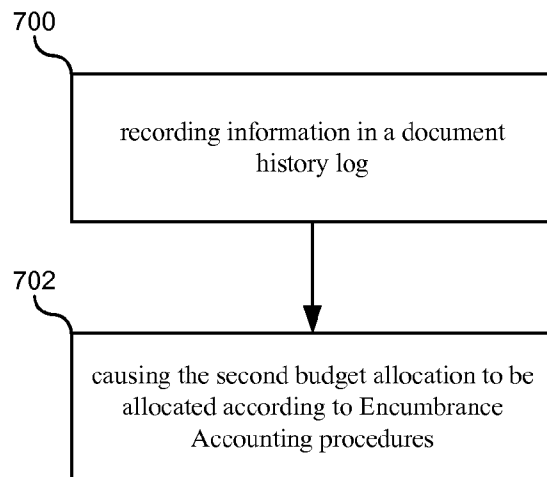 700
recording information in a document
history log
702
causing the second budget allocation to be
allocated according to Encumbrance
Accounting procedures